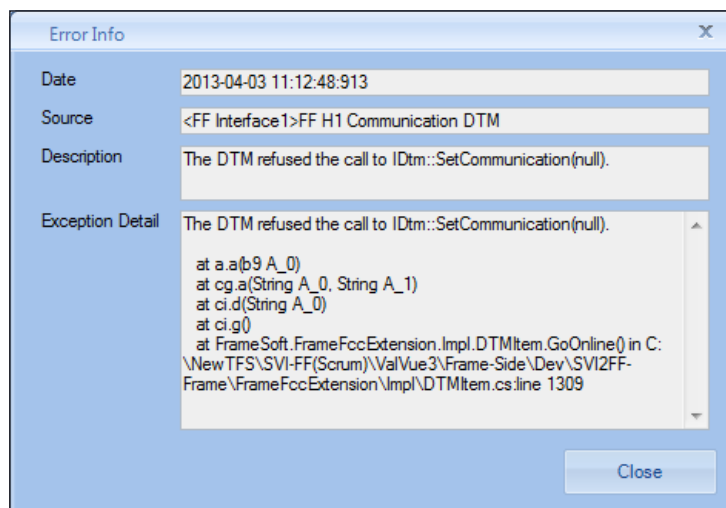 Error Info
x
Date
2013-04-03 11:12:48:913
Source
<FF Interface1>FF H1 Communication DTM
Description
The DTM refused the call to IDtm::SetCommunication(null).
Exception Detail
The DTM refused the call to IDtm::SetCommunication(null).
at a.a(b9 A_0)
at cg.a(String A_0, String A_1)
at ci.d(String A_0)
at ci.g()
at FrameSoft.FrameFccExtension.Impl.DTMItem.GoOnline() in C:
\NewTFS\SVI-FF(Scrum)\ValVue3\Frame-Side\Dev\SVI2FF-
Frame\FrameFccExtension\Impl\DTMItem.cs:line 1309
Close